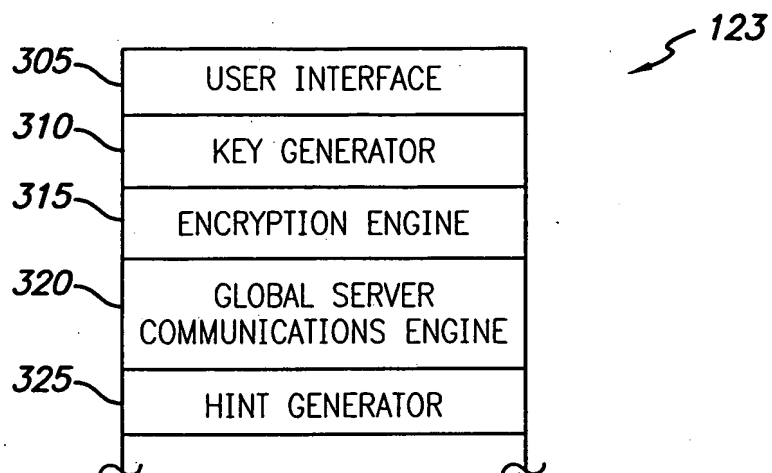 123
305 USER INTERFACE
310 KEY GENERATOR
315 ENCRYPTION ENGINE
320 GLOBAL SERVER
COMMUNICATIONS ENGINE
325 HINT GENERATOR